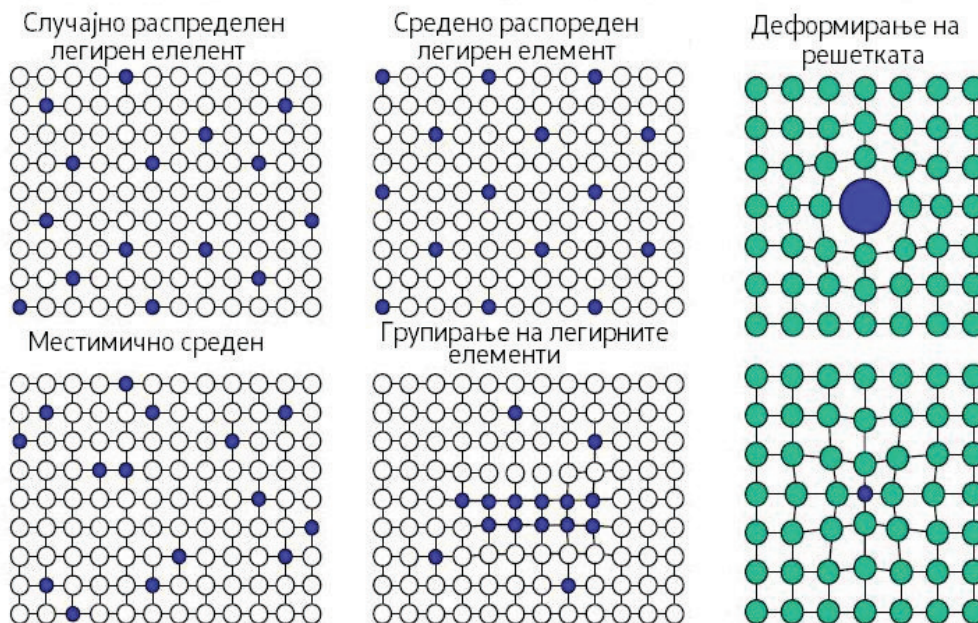 Случајно распределен
легирен елелент
Средено распореден
легирен елемент
Деформирање на
решетката
Местимично среден
Групирање на легирните
елементи